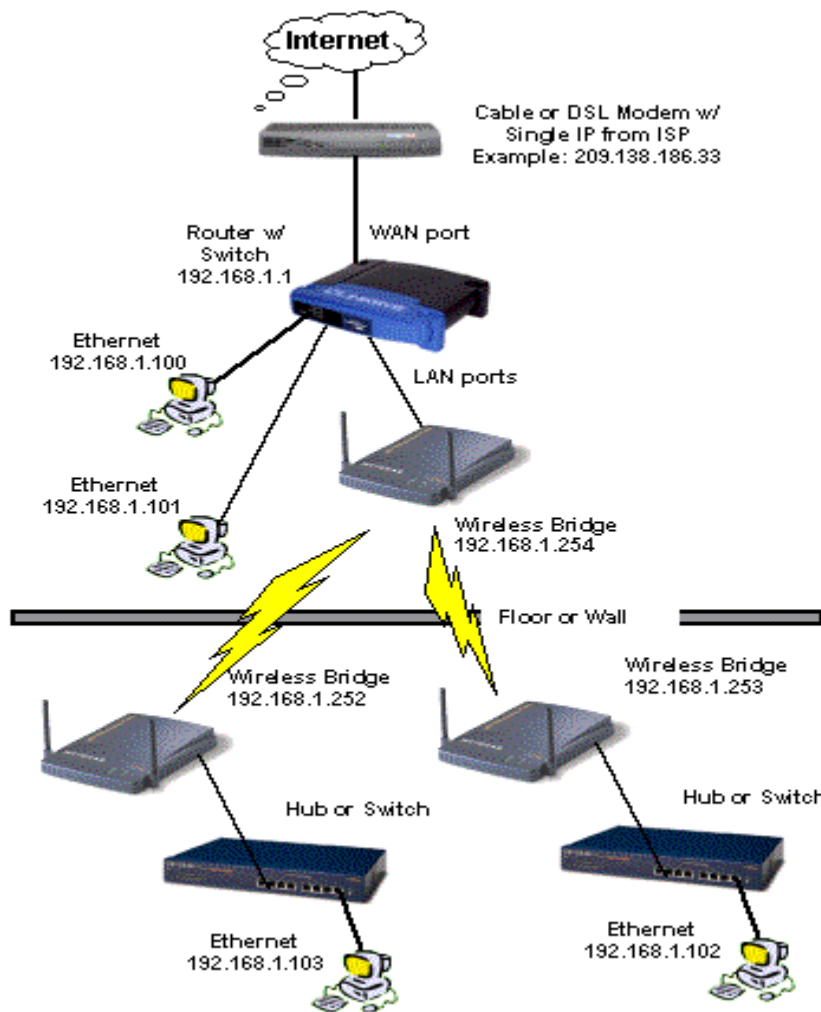 Internet
Cable or DSL Modem w/
Single IP from ISP
Example: 209.138.186.33
Router w/
Switch
192.168.1.1
WAN port
Ethernet
192.168.1.100
LAN ports
Ethernet
192.168.1.101
Wireless Bridge
192.168.1.254
Floor or Wall
Wireless Bridge
192.168.1.252
Wireless Bridge
192.168.1.253
Hub or Switch
Hub or Switch
Ethernet
192.168.1.103
Ethernet
192.168.1.102